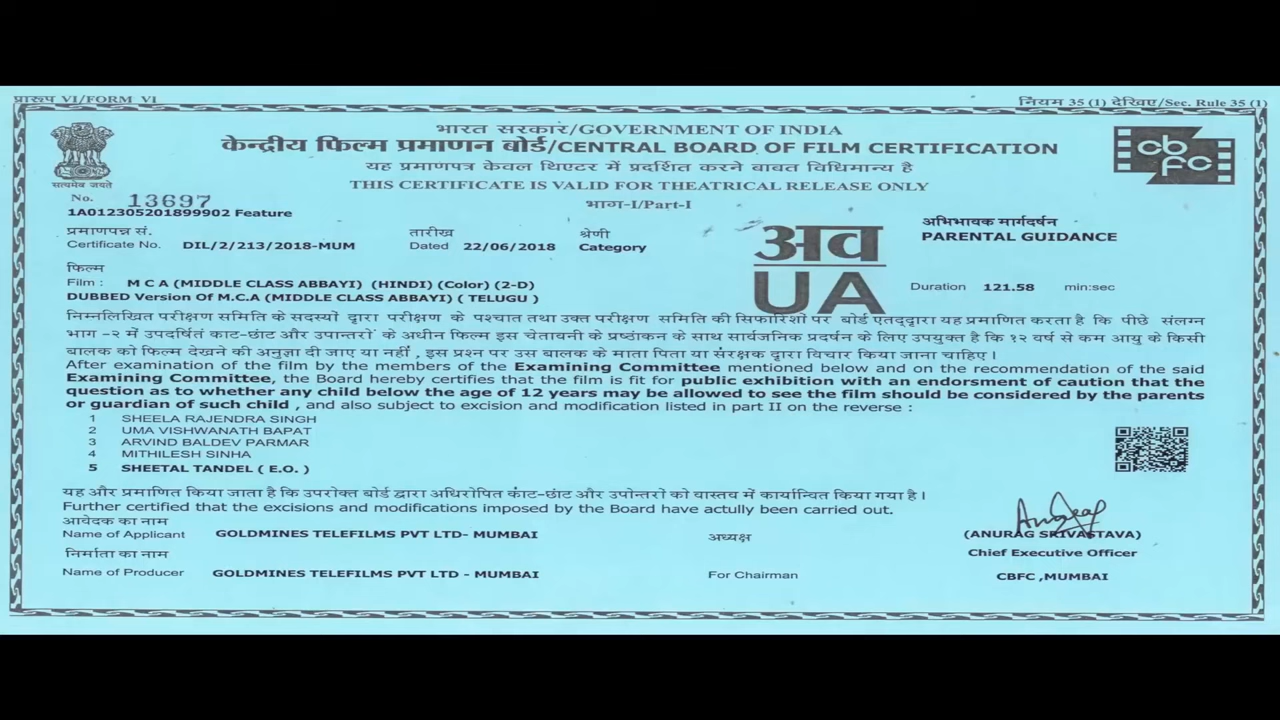 प्रारूप VI/FORM VI
नियम 35 (1) देखिए/Sec. Rule 35 (1)
भारत सरकार/GOVERNMENT OF INDIA
केन्द्रीय फिल्म प्रमाणन बोर्ड/CENTRAL BOARD OF FILM CERTIFICATION
cb
fc
यह प्रमाणपत्र केवल थिएटर में प्रदर्शित करने बाबत विधिमान्य है
सत्यमेव जयते
THIS CERTIFICATE IS VALID FOR THEATRICAL RELEASE ONLY
No. 13697
भाग-I/Part-I
1A012305201899902 Feature
प्रमाणपन्न सं.
तारीख
श्रेणी
अव
अभिभावक मार्गदर्षन
Certificate No. DIL/2/213/2018-MUM
Dated 22/06/2018
Category
PARENTAL GUIDANCE
UA
फिल्म
Film : M C A (MIDDLE CLASS ABBAYI) (HINDI) (Color) (2-D)
Duration 121.58 min:sec
DUBBED Version Of M.C.A (MIDDLE CLASS ABBAYI) ( TELUGU )
निम्नलिखित परीक्षण समिति के सदस्यों द्वारा परीक्षण के पश्चात तथा उक्त परीक्षण समिति की सिफारिशों पर बोर्ड एतद्द्वारा यह प्रमाणित करता है कि पीछे संलग्न
भाग -२ में उपदर्षित काट-छांट और उपान्तरों के अधीन फिल्म इस चेतावनी के प्रष्ठांकन के साथ सार्वजनिक प्रदर्षन के लिए उपयुक्त है कि १२ वर्ष से कम आयु के किसी
बालक को फिल्म देखने की अनुज्ञा दी जाए या नहीं , इस प्रश्न पर उस बालक के माता पिता या संरक्षक द्वारा विचार किया जाना चाहिए।
After examination of the film by the members of the Examining Committee mentioned below and on the recommendation of the said
Examining Committee, the Board hereby certifies that the film is fit for public exhibition with an endorsment of caution that the
question as to whether any child below the age of 12 years may be allowed to see the film should be considered by the parents
or guardian of such child , and also subject to excision and modification listed in part II on the reverse :
1 SHEELA RAJENDRA SINGH
2 UMA VISHWANATH BAPAT
3 ARVIND BALDEV PARMAR
4 MITHILESH SINHA
5 SHEETAL TANDEL ( E.O. )
यह और प्रमाणित किया जाता है कि उपरोक्त बोर्ड द्वारा अधिरोपित कांट-छांट और उपोन्तरों को वास्तव में कार्यान्वित किया गया है।
Further certified that the excisions and modifications imposed by the Board have actully been carried out.
आवेदक का नाम
Name of Applicant GOLDMINES TELEFILMS PVT LTD- MUMBAI
अध्यक्ष
(ANURAG SRIVASTAVA)
निर्माता का नाम
Chief Executive Officer
Name of Producer GOLDMINES TELEFILMS PVT LTD - MUMBAI
For Chairman
CBFC ,MUMBAI